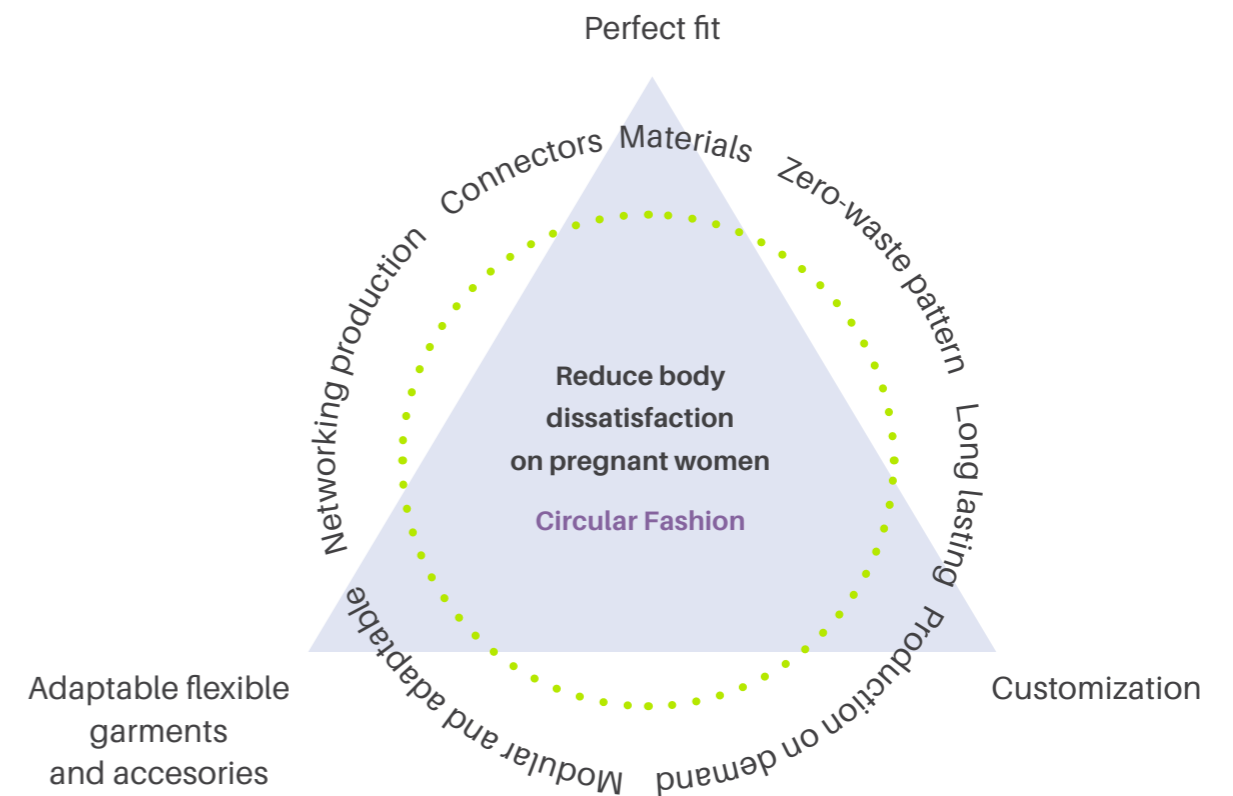 Perfect fit
Connectors
Materials
Zero-waste pattern
Networking production
Long lasting
Reduce body
dissatisfaction
on pregnant women
Circular Fashion
Modular and adaptable
Production on demand
Adaptable flexible
garments
and accesories
Customization